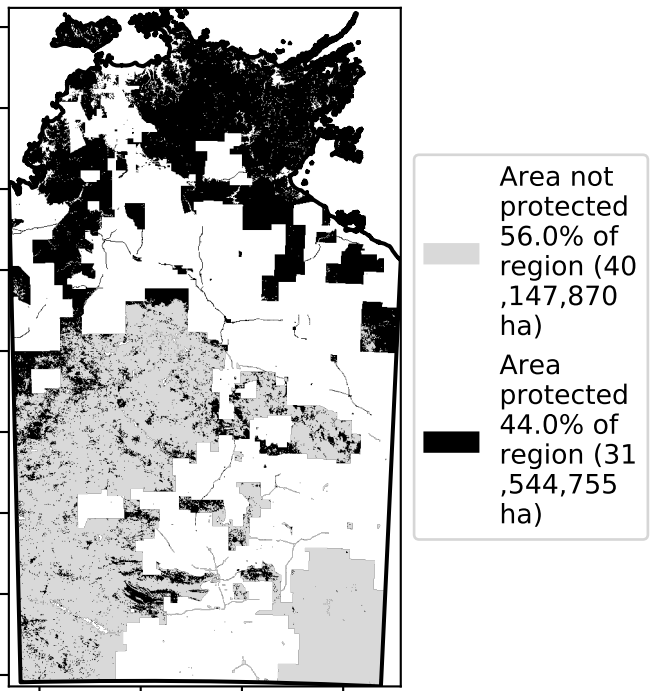 Area not
protected
56.0% of
region (40
,147,870
ha)
Area
protected
44.0% of
region (31
,544,755
ha)